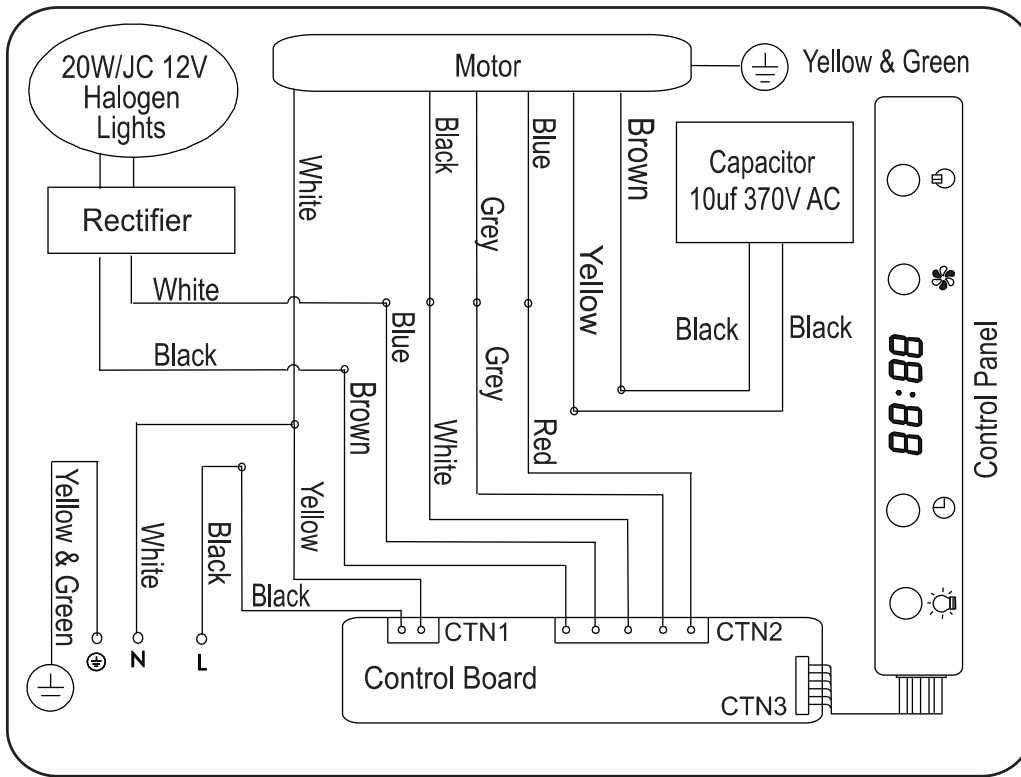 20W/JC 12V
Halogen
Lights
Motor
Yellow & Green
White
Black
Grey
Blue
Yellow
Brown
Capacitor
10uf 370V AC
Rectifier
White
Black
Blue
Brown
White
Grey
Red
Black
Black
88:88
Control Panel
Yellow & Green
White
Black
Yellow
Black
N
L
CTN1
CTN2
Control Board
CTN3